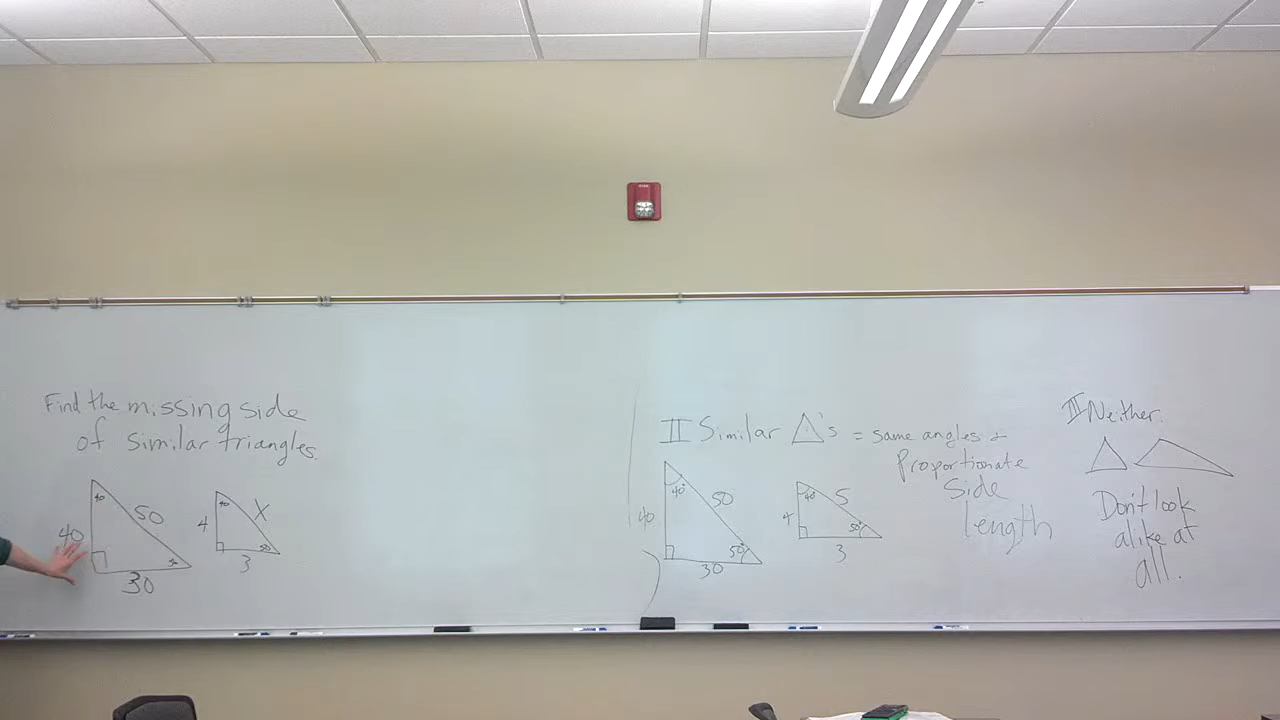 Find the missing side
of similar triangles.
40
50
30
40
4
X
3
50
II Similar △'s = same angles +
Proportionate
Side
length
40
40°
50
50°
30
4
40
5
50°
3
III Neither.
Don't look
alike at
all.